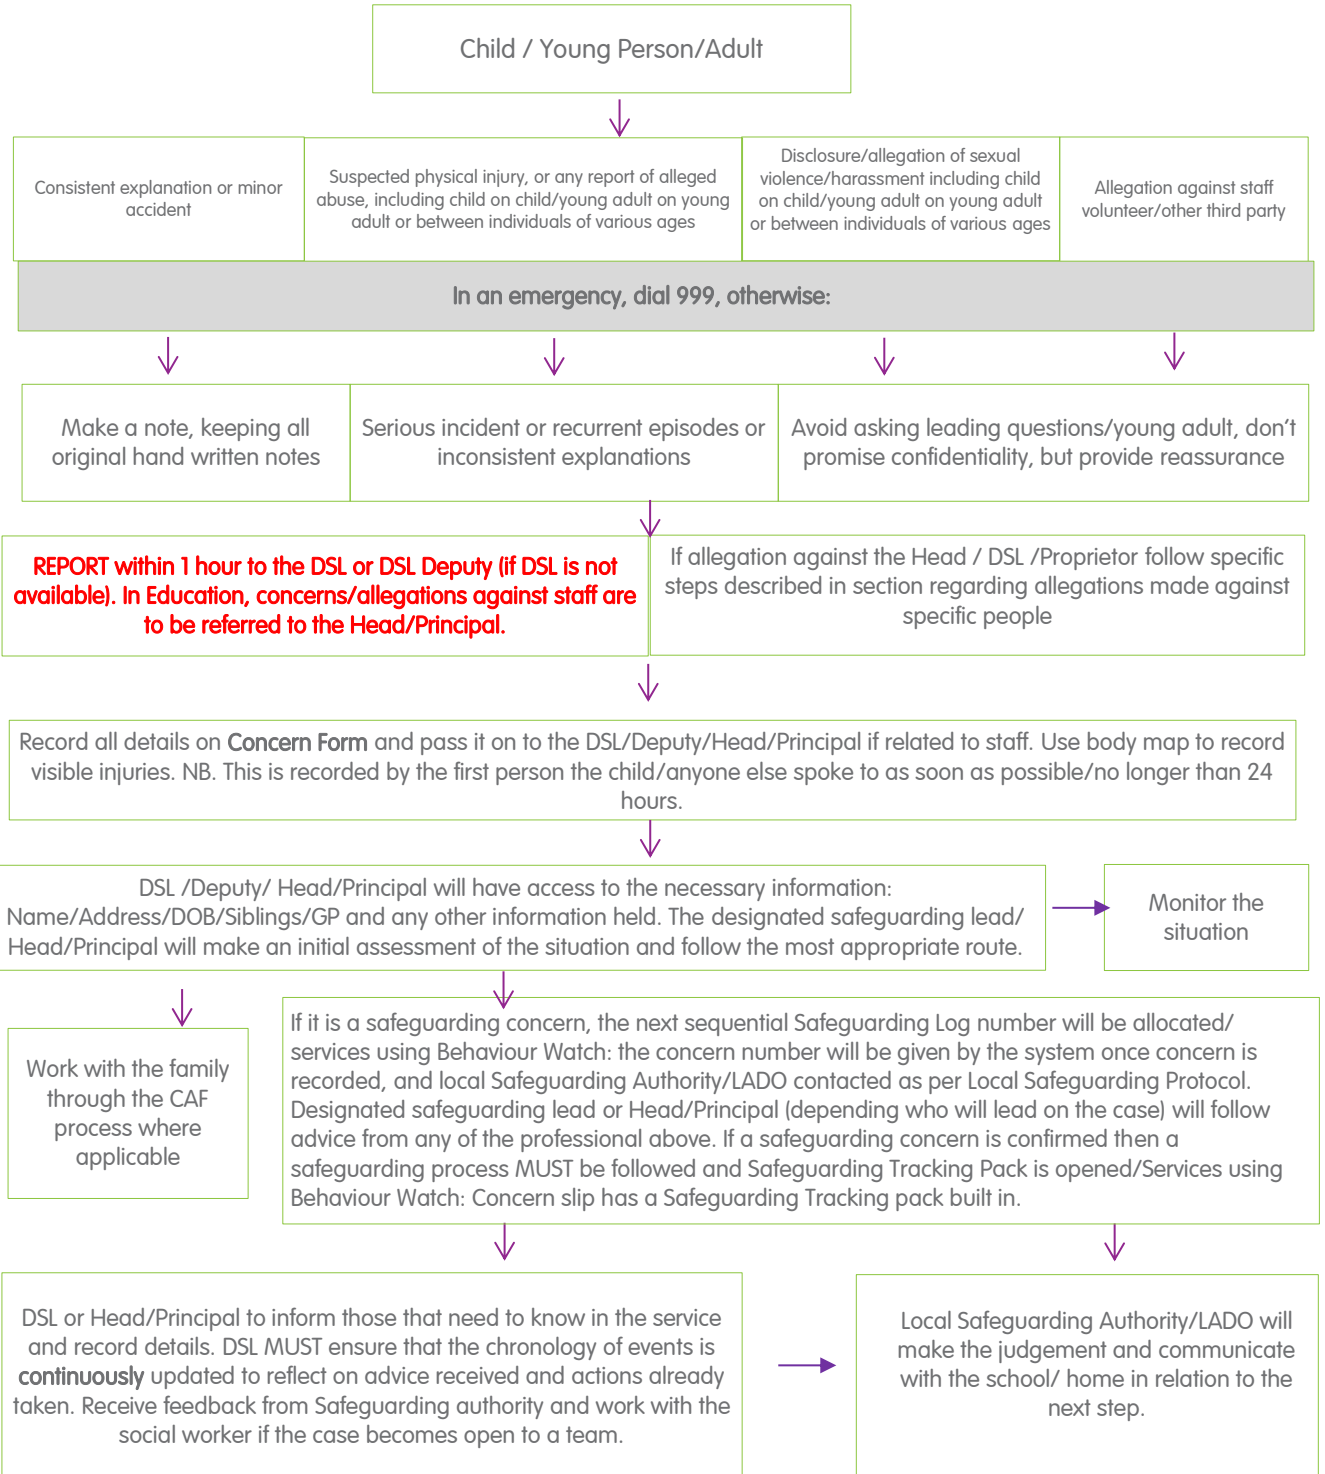 Child / Young Person/Adult
Consistent explanation or minor
accident
Suspected physical injury, or any report of alleged
abuse, including child on child/young adult on young
adult or between individuals of various ages
Disclosure/allegation of sexual
violence/harassment including child
on child/young adult on young adult
or between individuals of various ages
Allegation against staff
volunteer/other third party
In an emergency, dial 999, otherwise:
Make a note, keeping all
original hand written notes
Serious incident or recurrent episodes or
inconsistent explanations
Avoid asking leading questions/young adult, don't
promise confidentiality, but provide reassurance
REPORT within 1 hour to the DSL or DSL Deputy (if DSL is not
available). In Education, concerns/allegations against staff are
to be referred to the Head/Principal.
If allegation against the Head / DSL /Proprietor follow specific
steps described in section regarding allegations made against
specific people
Record all details on Concern Form and pass it on to the DSL/Deputy/Head/Principal if related to staff. Use body map to record
visible injuries. NB. This is recorded by the first person the child/anyone else spoke to as soon as possible/no longer than 24
hours.
DSL /Deputy/ Head/Principal will have access to the necessary information:
Name/Address/DOB/Siblings/GP and any other information held. The designated safeguarding lead/
Head/Principal will make an initial assessment of the situation and follow the most appropriate route.
Monitor the
situation
Work with the family
through the CAF
process where
applicable
If it is a safeguarding concern, the next sequential Safeguarding Log number will be allocated/
services using Behaviour Watch: the concern number will be given by the system once concern is
recorded, and local Safeguarding Authority/LADO contacted as per Local Safeguarding Protocol.
Designated safeguarding lead or Head/Principal (depending who will lead on the case) will follow
advice from any of the professional above. If a safeguarding concern is confirmed then a
safeguarding process MUST be followed and Safeguarding Tracking Pack is opened/Services using
Behaviour Watch: Concern slip has a Safeguarding Tracking pack built in.
DSL or Head/Principal to inform those that need to know in the service
and record details. DSL MUST ensure that the chronology of events is
continuously updated to reflect on advice received and actions already
taken. Receive feedback from Safeguarding authority and work with the
social worker if the case becomes open to a team.
Local Safeguarding Authority/LADO will
make the judgement and communicate
with the school/ home in relation to the
next step.